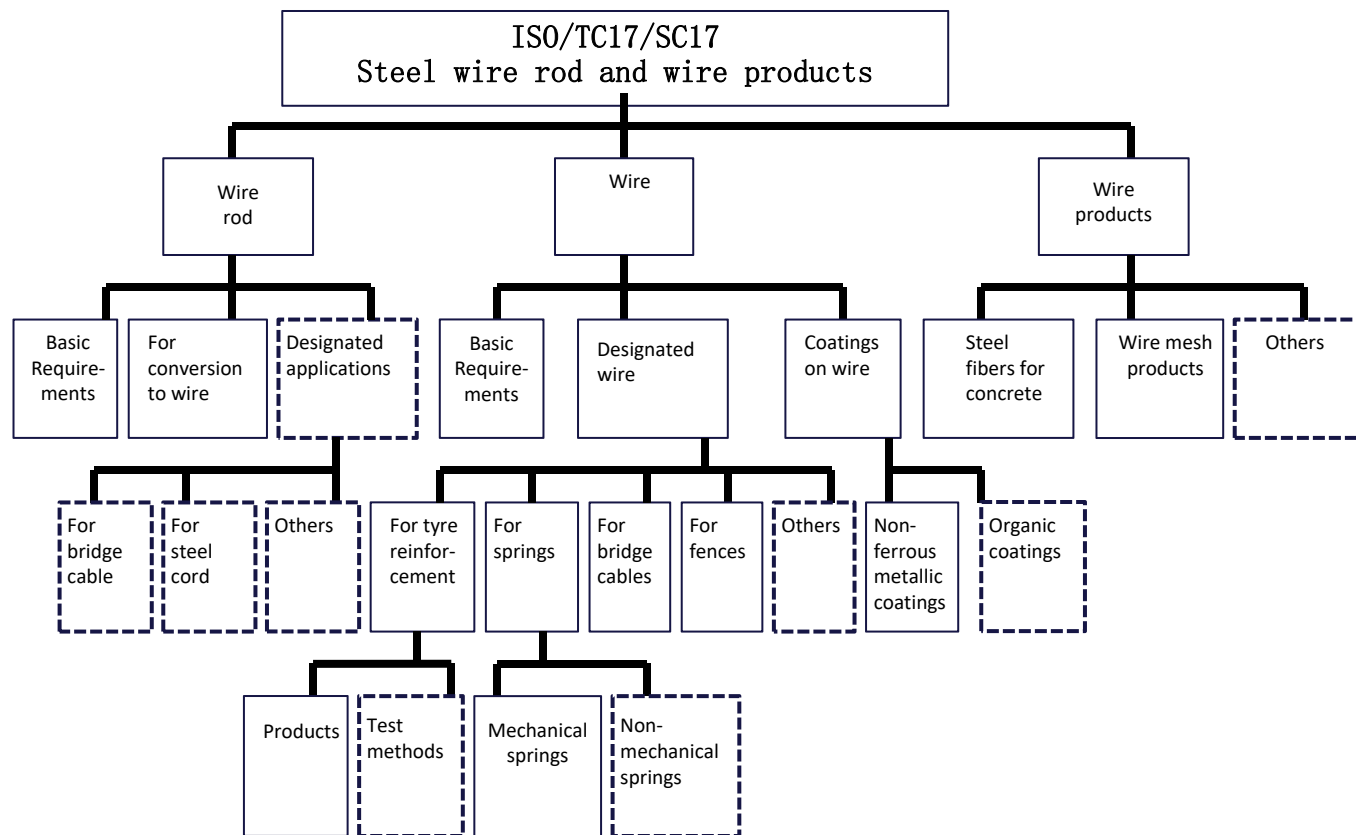 ISO/TC17/SC17
Steel wire rod and wire products
Wire
rod
Wire
Wire
products
Basic
Require-
ments
For
conversion
to wire
Designated
applications
Basic
Require-
ments
Designated
wire
Coatings
on wire
Steel
fibers for
concrete
Wire mesh
products
Others
For
bridge
cable
For
steel
cord
Others
For tyre
reinfor-
cement
For
springs
For
bridge
cables
For
fences
Others
Non-
ferrous
metallic
coatings
Organic
coatings
Products
Test
methods
Mechanical
springs
Non-
mechanical
springs